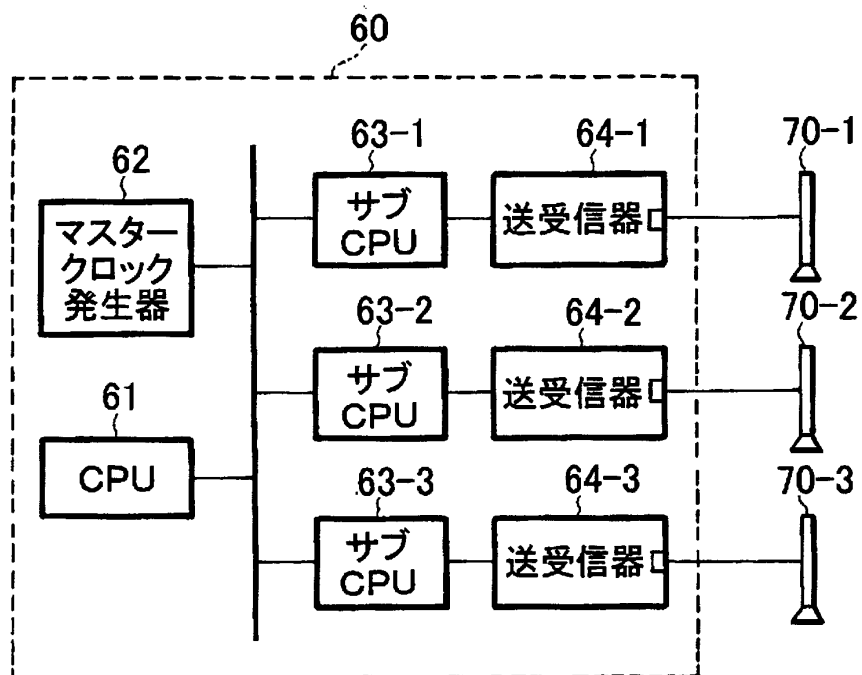 60
62
マスター
クロック
発生器
61
CPU
63-1
サブ
CPU
64-1
送受信器
70-1
63-2
サブ
CPU
64-2
送受信器
70-2
63-3
サブ
CPU
64-3
送受信器
70-3